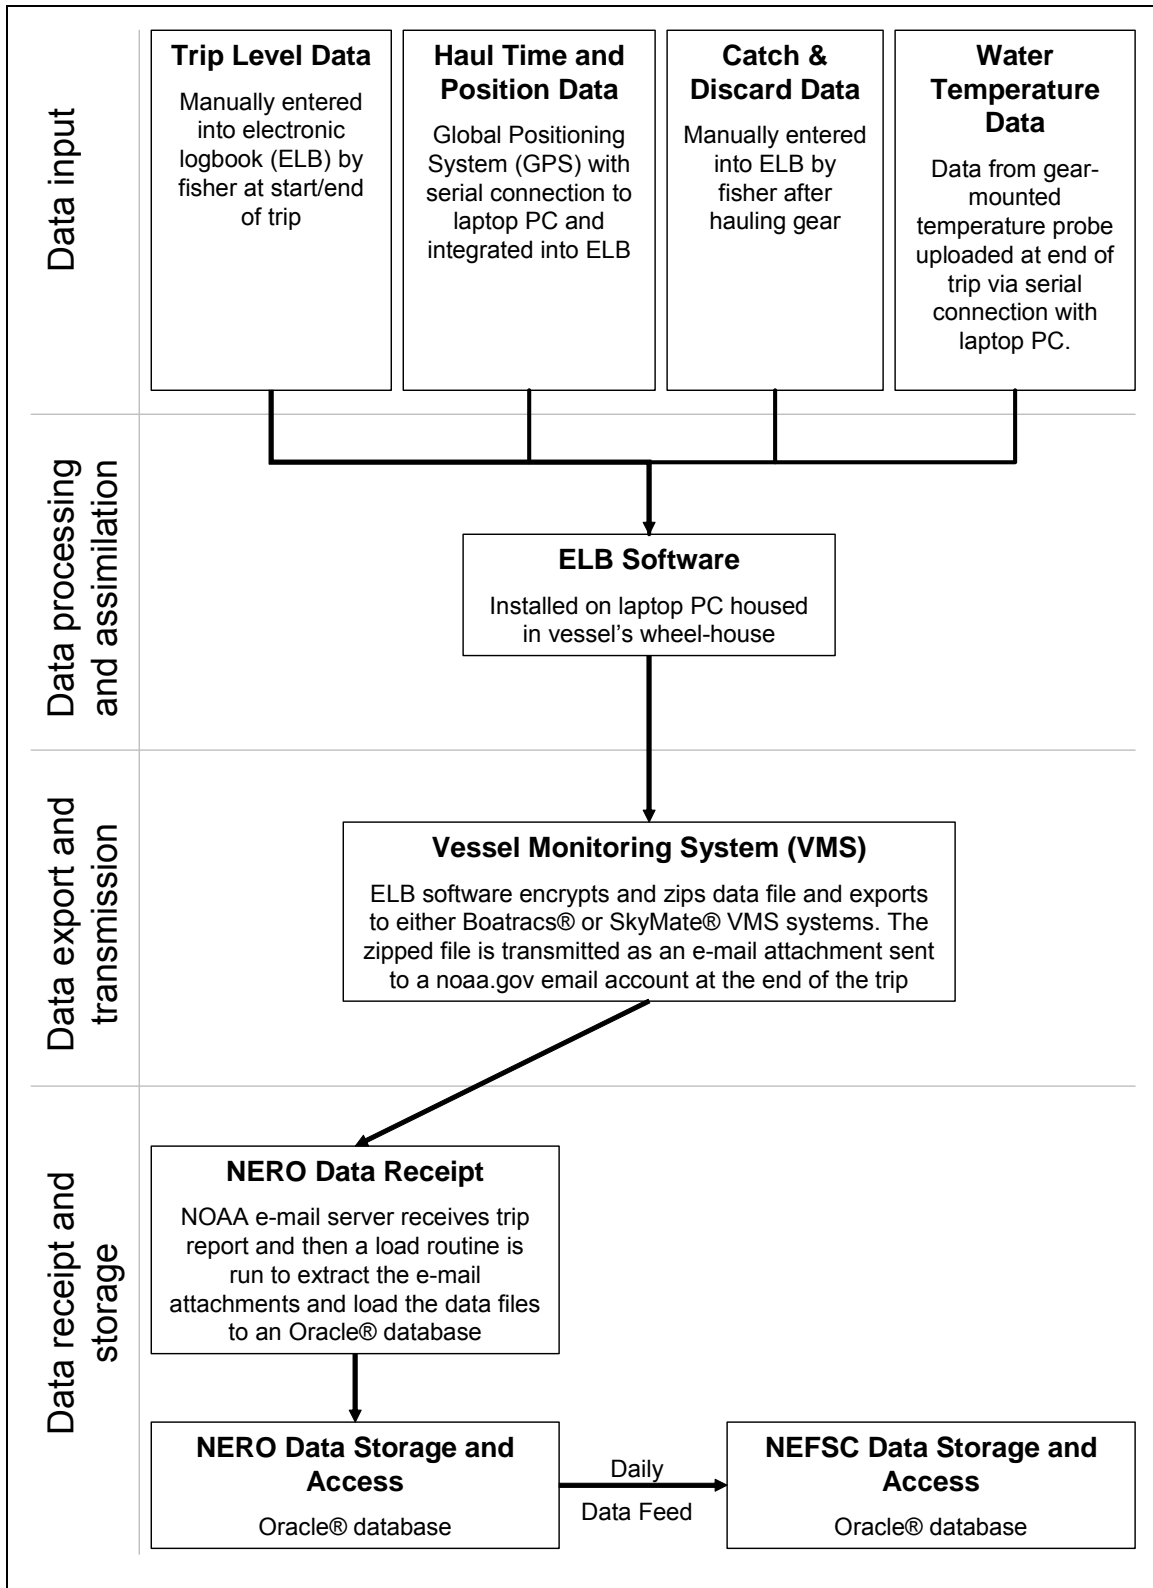 Data input
Trip Level Data
Manually entered
into electronic
logbook (ELB) by
fisher at start/end
of trip
Haul Time and
Position Data
Global Positioning
System (GPS) with
serial connection to
laptop PC and
integrated into ELB
Catch &
Discard Data
Manually entered
into ELB by
fisher after
hauling gear
Water
Temperature
Data
Data from gear-
mounted
temperature probe
uploaded at end of
trip via serial
connection with
laptop PC.
Data processing
and assimilation
ELB Software
Installed on laptop PC housed
in vessel's wheel-house
Data export and
transmission
Vessel Monitoring System (VMS)
ELB software encrypts and zips data file and exports
to either Boatracs® or SkyMate® VMS systems. The
zipped file is transmitted as an e-mail attachment sent
to a noaa.gov email account at the end of the trip
Data receipt and
storage
NERO Data Receipt
NOAA e-mail server receives trip
report and then a load routine is
run to extract the e-mail
attachments and load the data files
to an Oracle® database
NERO Data Storage and
Access
Oracle® database
Daily
Data Feed
NEFSC Data Storage and
Access
Oracle® database